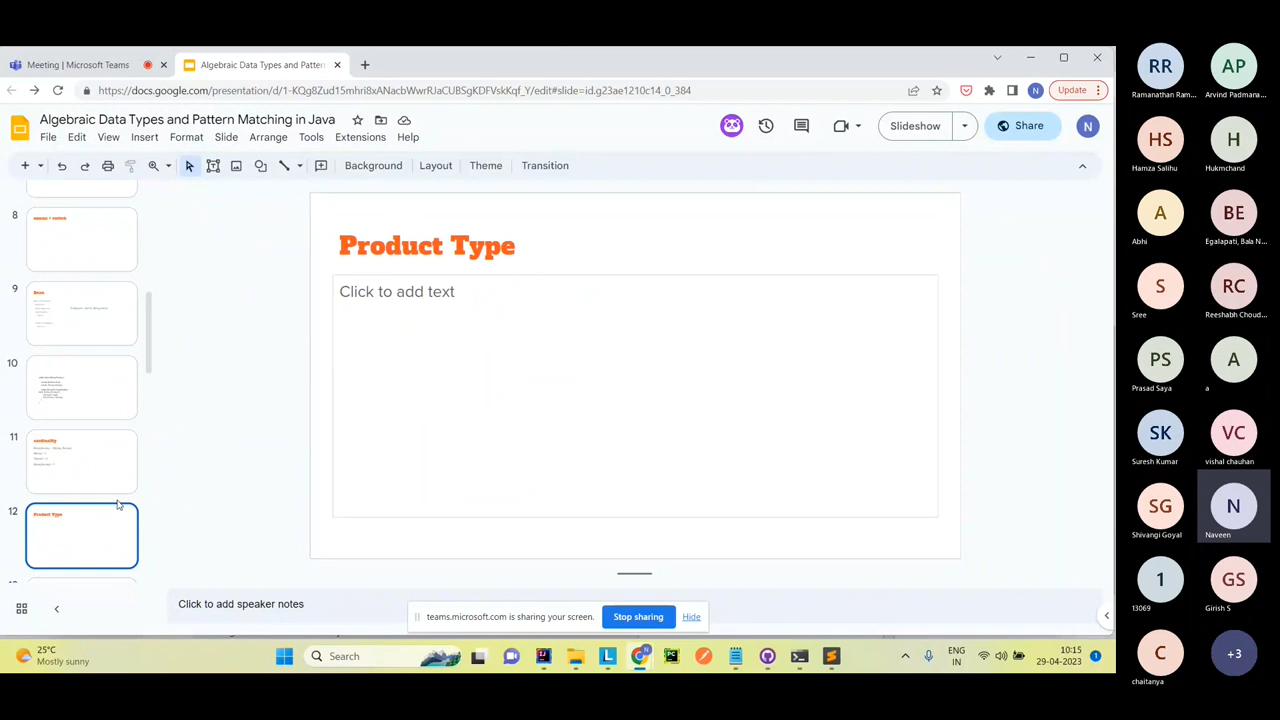 Meeting | Microsoft Teams
Algebraic Data Types and Pattern
https://docs.google.com/presentation/d/1-KQg8Zud15mhri8xANacbWwrRJaCUBSgKDFVskKqf_Y/edit#slide=id.g23ae1210c14_0_384
N
Update
Algebraic Data Types and Pattern Matching in Java
File Edit View Insert Format Slide Arrange Tools Extensions Help
Slideshow
Share
N
Background Layout Theme Transition
8
9
10
11
cardinality
12
Product Type
Product Type
Click to add text
Click to add speaker notes
teams.microsoft.com is sharing your screen.
Stop sharing
Hide
25°C
Mostly sunny
Search
ENG
IN
10:15
29-04-2023
1
RR
Ramanathan Ram...
AP
Arvind Padmana...
HS
Hamza Salihu
H
Hukmchand
A
Abhi
BE
Egalapati, Bala N...
S
Sree
RC
Reeshabh Choud...
PS
Prasad Saya
A
a
SK
Suresh Kumar
VC
vishal chauhan
SG
Shivangi Goyal
N
Naveen
1
13069
GS
Girish S
C
chaitanya
+3